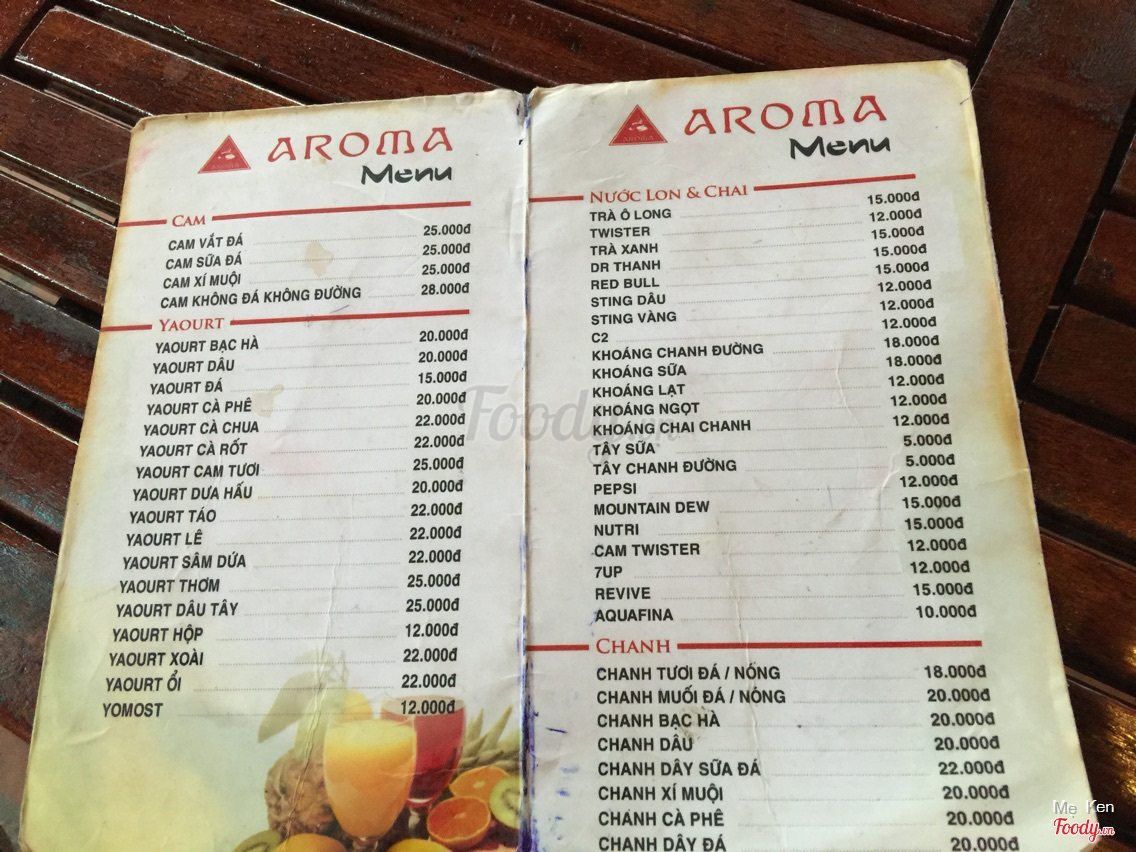 AROMA
Menu
CAM
CAM VẮT ĐÁ 25.000đ
CAM SỮA ĐÁ 25.000đ
CAM XÍ MUỘI 25.000đ
CAM KHÔNG ĐÁ KHÔNG ĐƯỜNG 28.000đ
YAOURT
YAOURT BẠC HÀ 20.000đ
YAOURT DÂU 20.000đ
YAOURT ĐÁ 15.000đ
YAOURT CÀ PHÊ 20.000đ
YAOURT CÀ CHUA 22.000đ
YAOURT CÀ RỐT 22.000đ
YAOURT CAM TƯƠI 25.000đ
YAOURT DƯA HẤU 20.000đ
YAOURT TÁO 22.000đ
YAOURT LÊ 22.000đ
YAOURT SÂM DỨA 22.000đ
YAOURT THƠM 25.000đ
YAOURT DÂU TÂY 25.000đ
YAOURT HỘP 12.000đ
YAOURT XOÀI 22.000đ
YAOURT ỔI 22.000đ
YOMOST 12.000đ
AROMA
Menu
NƯỚC LON & CHAI
TRÀ Ô LONG 15.000đ
TWISTER 12.000đ
TRÀ XANH 15.000đ
DR THANH 15.000đ
RED BULL 15.000đ
STING DÂU 12.000đ
STING VÀNG 12.000đ
C2 12.000đ
KHOÁNG CHANH ĐƯỜNG 18.000đ
KHOÁNG SỮA 18.000đ
KHOÁNG LẠT 12.000đ
KHOÁNG NGỌT 12.000đ
KHOÁNG CHAI CHANH 12.000đ
TÂY SỮA 5.000đ
TÂY CHANH ĐƯỜNG 5.000đ
PEPSI 12.000đ
MOUNTAIN DEW 15.000đ
NUTRI 15.000đ
CAM TWISTER 12.000đ
7UP 12.000đ
REVIVE 15.000đ
AQUAFINA 10.000đ
CHANH
CHANH TƯƠI ĐÁ / NÓNG 18.000đ
CHANH MUỐI ĐÁ / NÓNG 20.000đ
CHANH BẠC HÀ 20.000đ
CHANH DÂU 20.000đ
CHANH DÂY SỮA ĐÁ 22.000đ
CHANH XÍ MUỘI 20.000đ
CHANH CÀ PHÊ 20.000đ
CHANH DÂY ĐÁ 20.000đ
Foody.vn
Mẹ Ken
Foody.vn